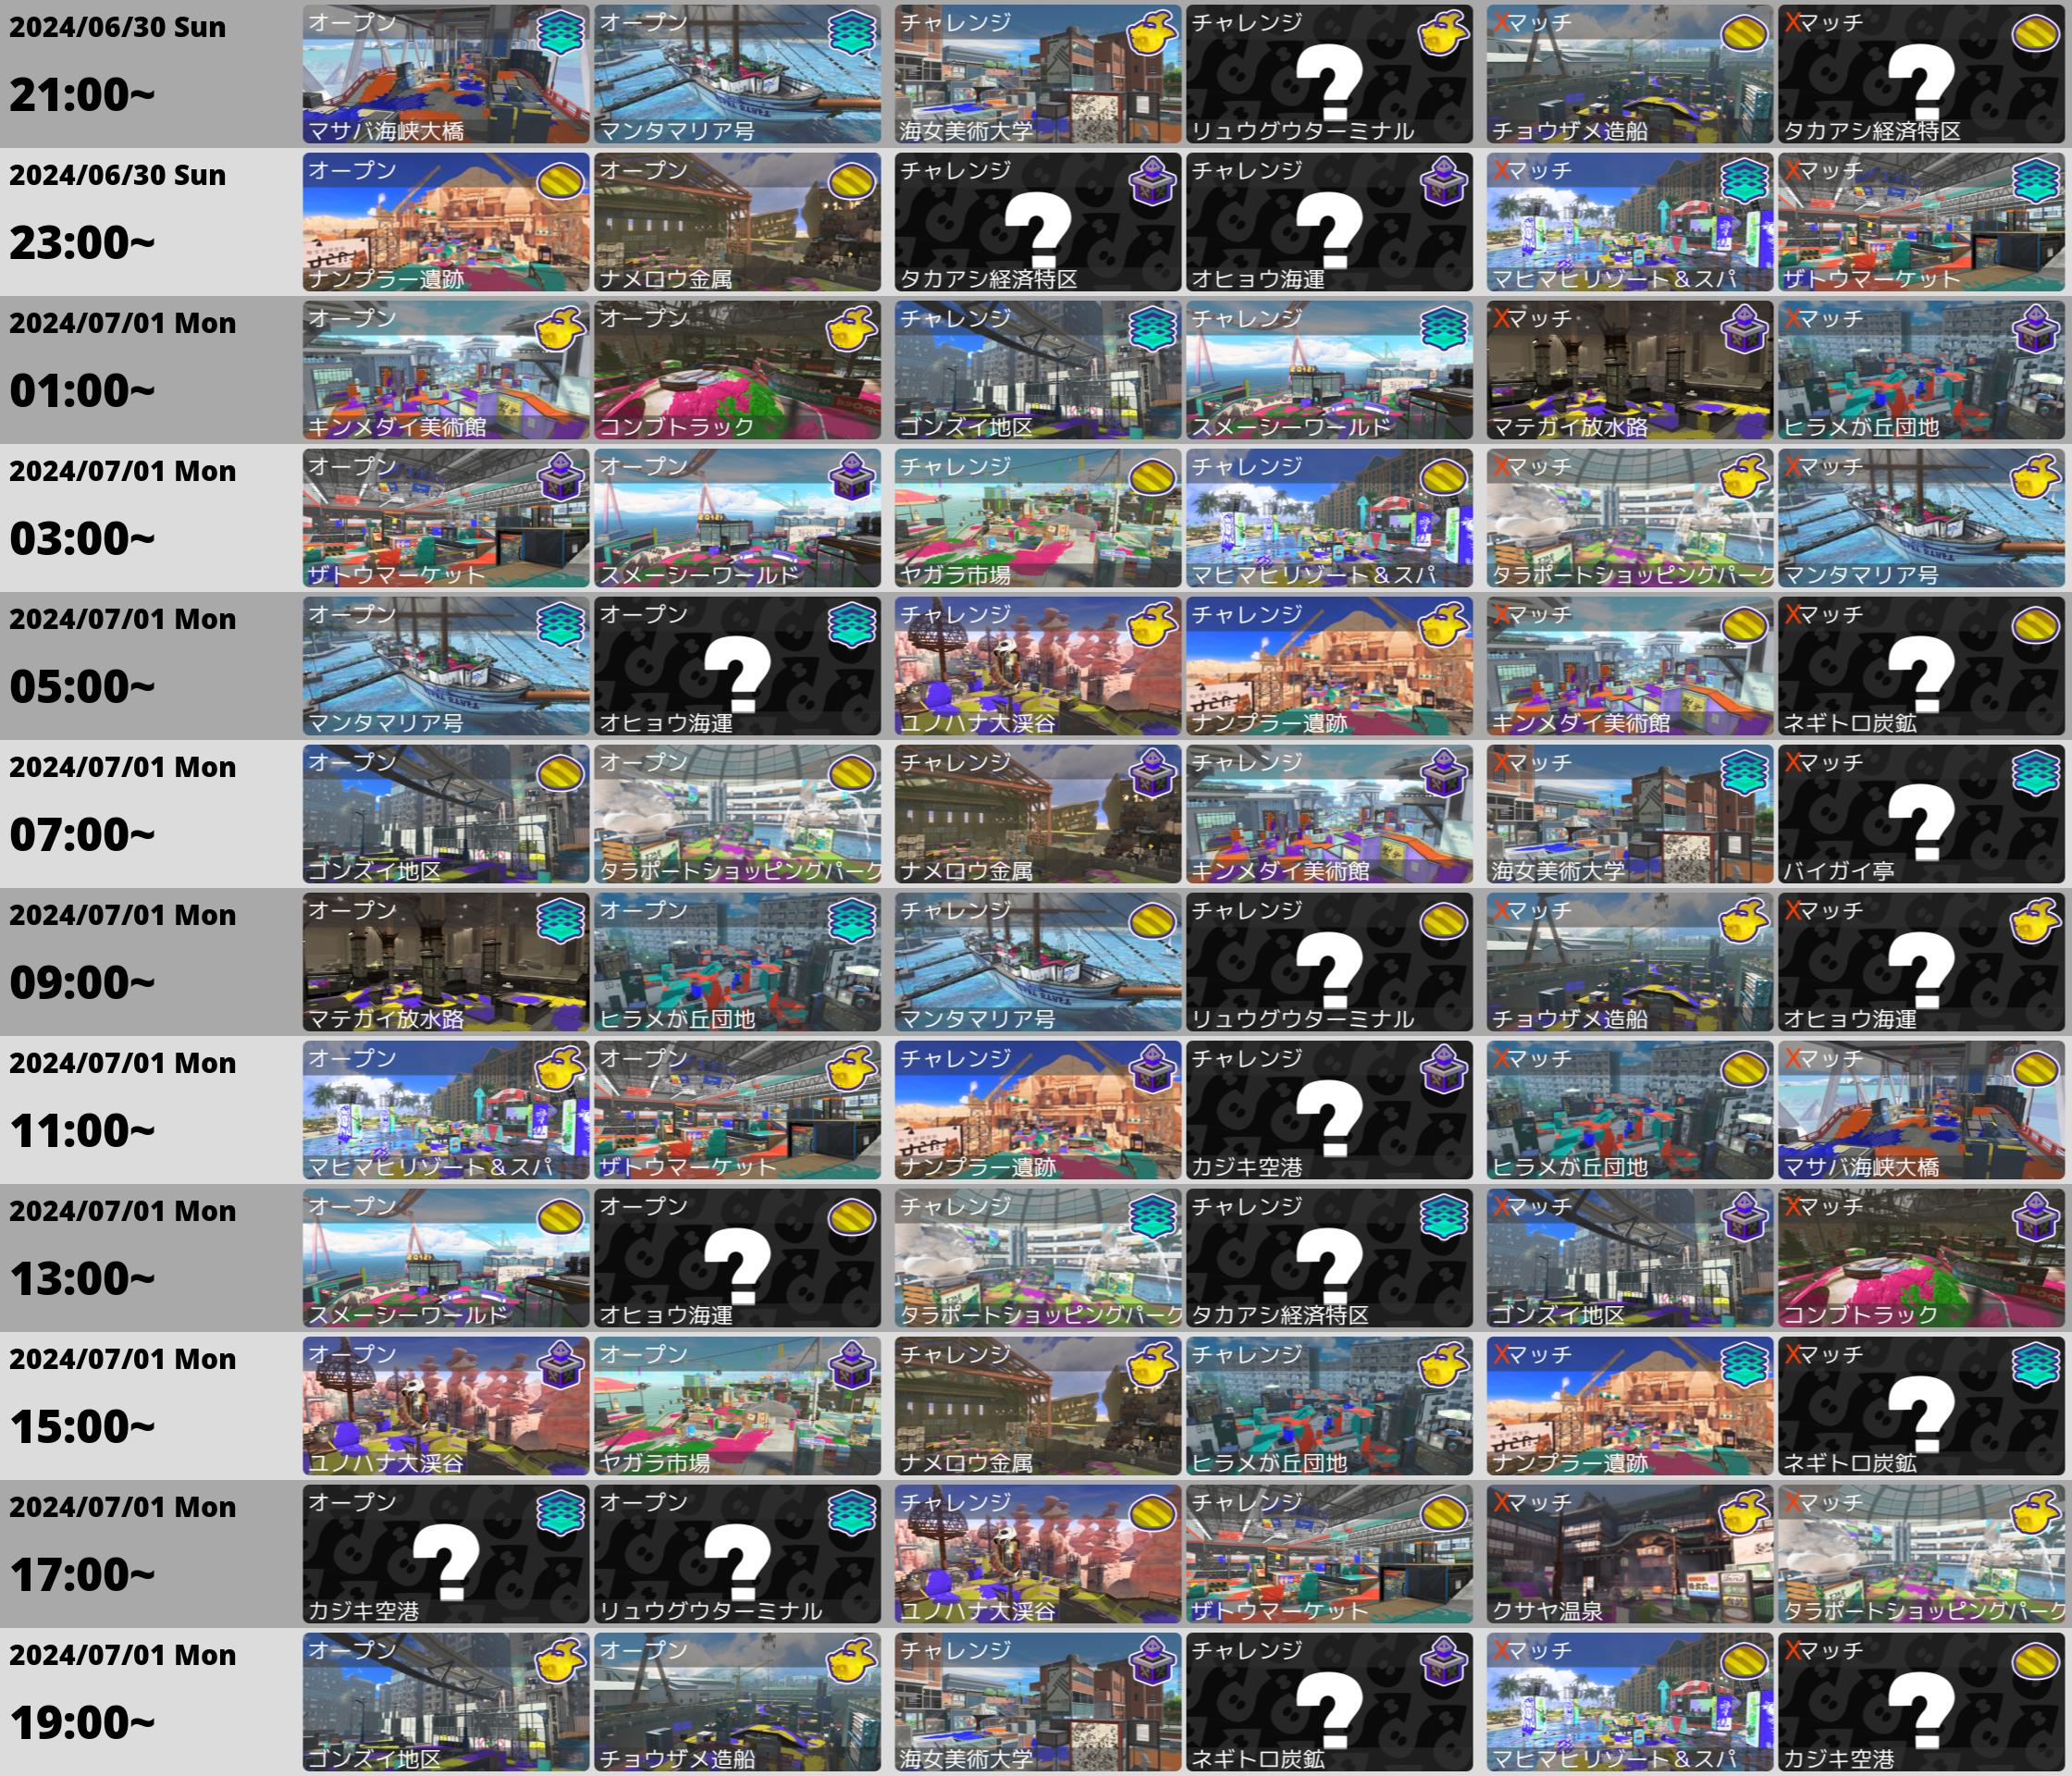 2024/06/30 Sun
21:00~
オープン
マサバ海峡大橋
オープン
マンタマリア号
チャレンジ
海女美術大学
チャレンジ
?
リュウグウターミナル
Xマッチ
チョウザメ造船
Xマッチ
?
タカアシ経済特区
2024/06/30 Sun
23:00~
オープン
ナンプラー遺跡
オープン
ナメロウ金属
チャレンジ
?
タカアシ経済特区
チャレンジ
?
オヒョウ海運
Xマッチ
マヒマヒリゾート&スパ
Xマッチ
ザトウマーケット
2024/07/01 Mon
01:00~
オープン
キンメダイ美術館
オープン
コンブトラック
チャレンジ
ゴンズイ地区
チャレンジ
スメーシーワールド
Xマッチ
マテガイ放水路
Xマッチ
ヒラメが丘団地
2024/07/01 Mon
03:00~
オープン
ザトウマーケット
オープン
スメーシーワールド
チャレンジ
ヤガラ市場
チャレンジ
マヒマヒリゾート&スパ
Xマッチ
タラポートショッピングパーク
Xマッチ
マンタマリア号
2024/07/01 Mon
05:00~
オープン
マンタマリア号
オープン
?
オヒョウ海運
チャレンジ
ユノハナ大渓谷
チャレンジ
ナンプラー遺跡
Xマッチ
キンメダイ美術館
Xマッチ
?
ネギトロ炭鉱
2024/07/01 Mon
07:00~
オープン
ゴンズイ地区
オープン
タラポートショッピングパーク
チャレンジ
ナメロウ金属
チャレンジ
キンメダイ美術館
Xマッチ
海女美術大学
Xマッチ
?
バイガイ亭
2024/07/01 Mon
09:00~
オープン
マテガイ放水路
オープン
ヒラメが丘団地
チャレンジ
マンタマリア号
チャレンジ
?
リュウグウターミナル
Xマッチ
チョウザメ造船
Xマッチ
?
オヒョウ海運
2024/07/01 Mon
11:00~
オープン
マヒマヒリゾート&スパ
オープン
ザトウマーケット
チャレンジ
ナンプラー遺跡
チャレンジ
?
カジキ空港
Xマッチ
ヒラメが丘団地
Xマッチ
マサバ海峡大橋
2024/07/01 Mon
13:00~
オープン
スメーシーワールド
オープン
?
オヒョウ海運
チャレンジ
タラポートショッピングパーク
チャレンジ
?
タカアシ経済特区
Xマッチ
ゴンズイ地区
Xマッチ
コンブトラック
2024/07/01 Mon
15:00~
オープン
ユノハナ大渓谷
オープン
ヤガラ市場
チャレンジ
ナメロウ金属
チャレンジ
ヒラメが丘団地
Xマッチ
ナンプラー遺跡
Xマッチ
?
ネギトロ炭鉱
2024/07/01 Mon
17:00~
オープン
?
カジキ空港
オープン
?
リュウグウターミナル
チャレンジ
ユノハナ大渓谷
チャレンジ
ザトウマーケット
Xマッチ
クサヤ温泉
Xマッチ
タラポートショッピングパーク
2024/07/01 Mon
19:00~
オープン
ゴンズイ地区
オープン
チョウザメ造船
チャレンジ
海女美術大学
チャレンジ
?
ネギトロ炭鉱
Xマッチ
マヒマヒリゾート&スパ
Xマッチ
?
カジキ空港